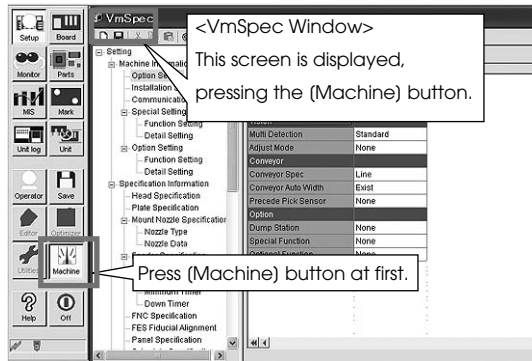 VmSpec
<VmSpec Window>
This screen is displayed,
pressing the (Machine) button.
Setup
Board
Monitor
Parts
MIS
Mark
Unit log
Unit
Operator
Save
Editor
Optimizer
Utilities
Machine
Help
Off
Setting
Machine Informatio
Option Se
Installation S
Communicatio
Special Setting
Function Se
Detail Setting
Option Setting
Function Setting
Detail Setting
Specification Information
Head Specification
Plate Specification
Mount Nozzle Specification
Nozzle Type
Nozzle Data
Press (Machine) button at first.
Down Timer
FNC Specification
FES Fiducial Alignment
Panel Specification
Multi Detection Standard
Adjust Mode None
Conveyor
Conveyor Spec Line
Conveyor Auto Width Exist
Precede Pick Sensor None
Option
Dump Station None
Special Function None
None